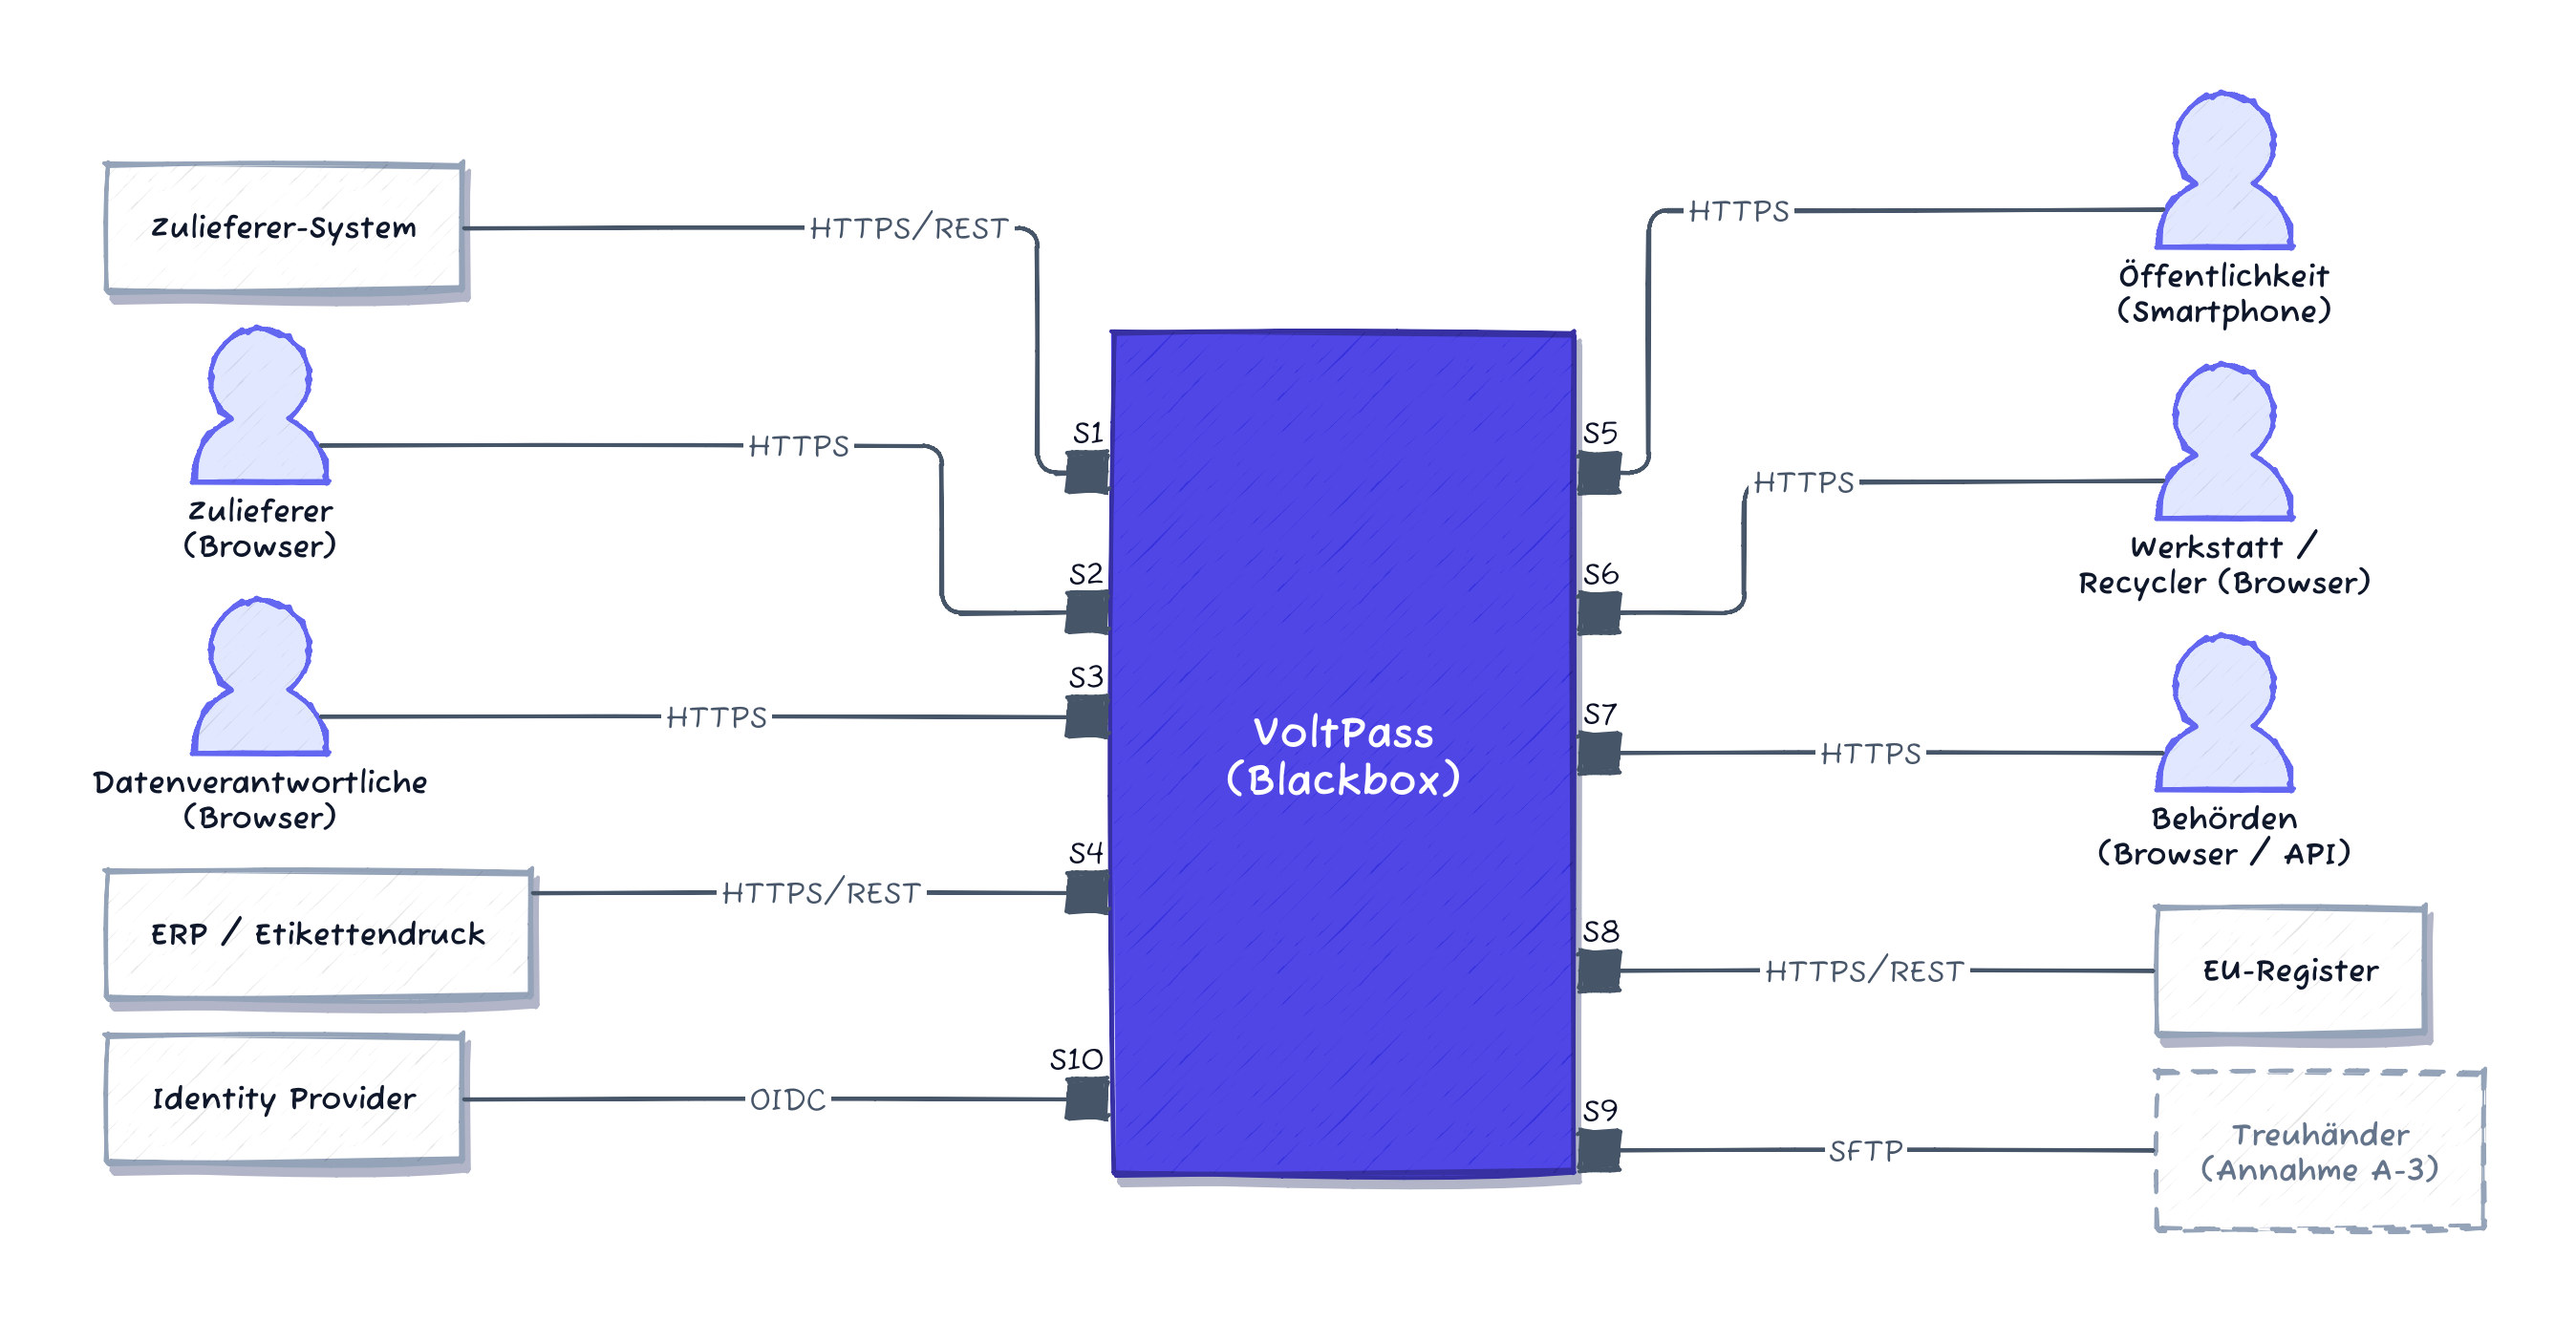 Zulieferer-System
HTTPS/REST
Zulieferer
(Browser)
HTTPS
Datenverantwortliche
(Browser)
HTTPS
ERP / Etikettendruck
HTTPS/REST
Identity Provider
OIDC
S1
S2
S3
S4
S10
VoltPass
(Blackbox)
S5
S6
S7
S8
S9
HTTPS
Öffentlichkeit
(Smartphone)
HTTPS
Werkstatt /
Recycler (Browser)
HTTPS
Behörden
(Browser / API)
HTTPS/REST
EU-Register
SFTP
Treuhänder
(Annahme A-3)